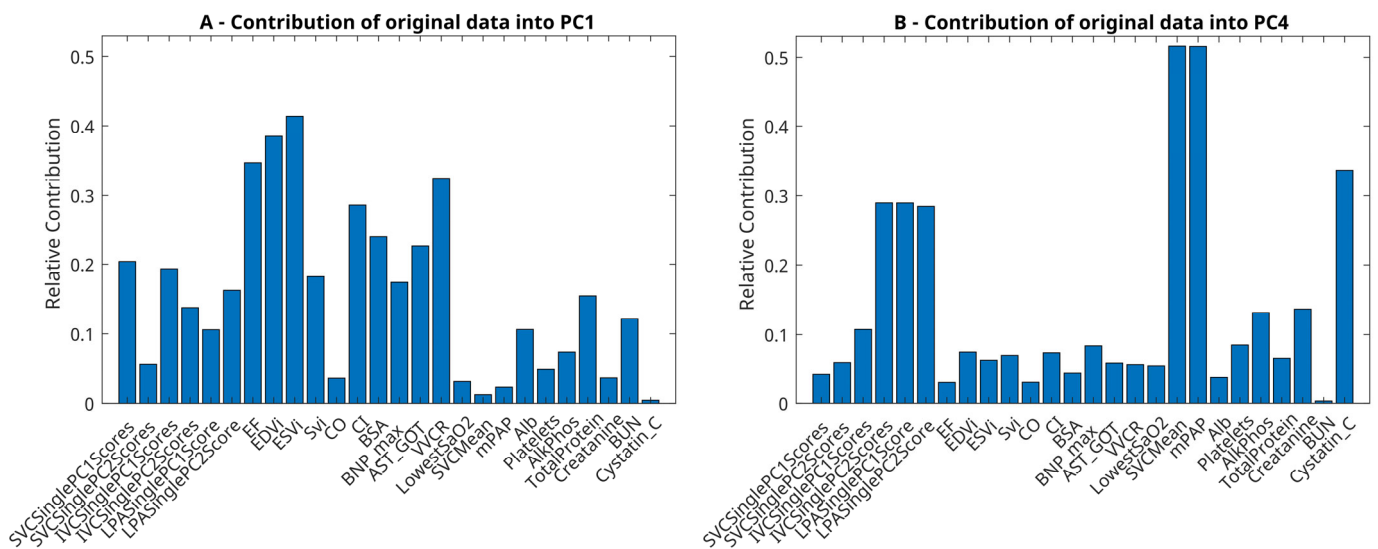 A - Contribution of original data into PC1
Relative Contribution
0.5
0.4
0.3
0.2
0.1
0
SVCSinglePC1Scores
SVCSinglePC2Scores
IVCSinglePC1Scores
IVCSinglePC2Scores
LPASinglePC1Score
LPASinglePC2Score
EF
EDVi
ESVi
Svi
CO
CI
BSA
BNP_max
AST_GOT
VVCR
LowestSaO2
SVCMean
mPAP
Alb
Platelets
AlkPhos
TotalProtein
Creatanine
BUN
Cystatin_C
B - Contribution of original data into PC4
Relative Contribution
0.5
0.4
0.3
0.2
0.1
0
SVCSinglePC1Scores
SVCSinglePC2Scores
IVCSinglePC1Scores
IVCSinglePC2Scores
LPASinglePC1Score
LPASinglePC2Score
EF
EDVi
ESVi
Svi
CO
CI
BSA
BNP_max
AST_GOT
VVCR
LowestSaO2
SVCMean
mPAP
Alb
Platelets
AlkPhos
TotalProtein
Creatanine
BUN
Cystatin_C